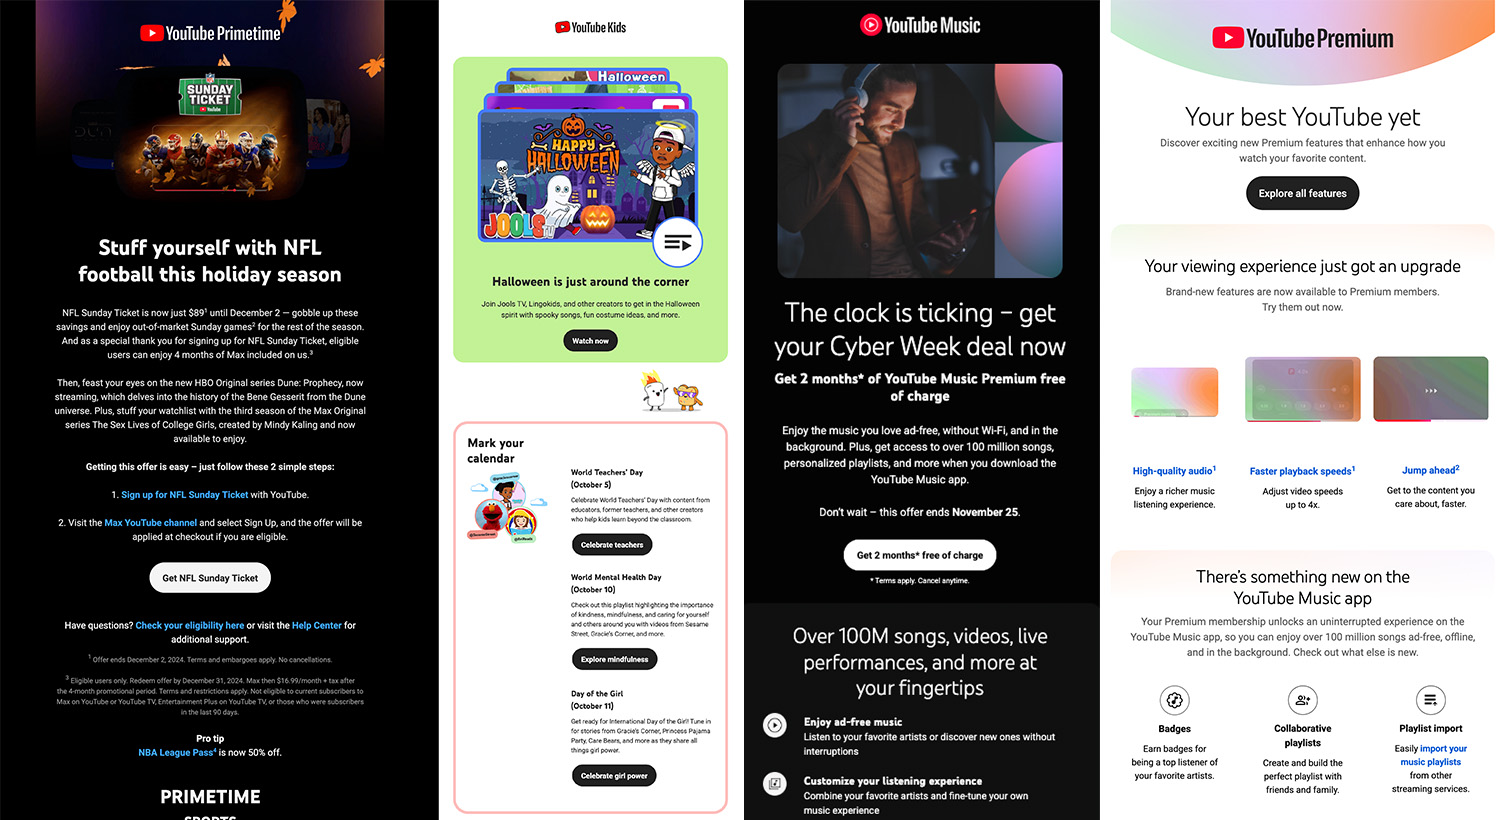 YouTube Primetime
NFL
SUNDAY
TICKET
YouTube
Stuff yourself with NFL
football this holiday season
NFL Sunday Ticket is now just $89¹ until December 2 — gobble up these
savings and enjoy out-of-market Sunday games² for the rest of the season.
And as a special thank you for signing up for NFL Sunday Ticket, eligible
users can enjoy 4 months of Max included on us.³
Then, feast your eyes on the new HBO Original series Dune: Prophecy, now
streaming, which delves into the history of the Bene Gesserit from the Dune
universe. Plus, stuff your watchlist with the third season of the Max Original
series The Sex Lives of College Girls, created by Mindy Kaling and now
available to enjoy.
Getting this offer is easy – just follow these 2 simple steps:
1. Sign up for NFL Sunday Ticket with YouTube.
2. Visit the Max YouTube channel and select Sign Up, and the offer will be
applied at checkout if you are eligible.
Get NFL Sunday Ticket
Have questions? Check your eligibility here or visit the Help Center for
additional support.
¹ Offer ends December 2, 2024. Terms and embargoes apply. No cancellations.
³ Eligible users only. Redeem offer by December 31, 2024. Max then $16.99/month + tax after
the 4-month promotional period. Terms and restrictions apply. Not eligible to current subscribers to
Max on YouTube or YouTube TV, Entertainment Plus on YouTube TV, or those who were subscribers
in the last 90 days.
Pro tip
NBA League Pass⁴ is now 50% off.
PRIMETIME
SPORTS
YouTube Kids
Halloween
HAPPY
HALLOWEEN
JOOLS
TV
Halloween is just around the corner
Join Jools TV, Lingokids, and other creators to get in the Halloween
spirit with spooky songs, fun costume ideas, and more.
Watch now
Mark your
calendar
World Teachers' Day
(October 5)
Celebrate World Teachers' Day with content from
educators, former teachers, and other creators
who help kids learn beyond the classroom.
Celebrate teachers
World Mental Health Day
(October 10)
Check out this playlist highlighting the importance
of kindness, mindfulness, and caring for yourself
and others around you with videos from Sesame
Street, Gracie's Corner, and more.
Explore mindfulness
Day of the Girl
(October 11)
Get ready for International Day of the Girl! Tune in
for stories from Gracie's Corner, Princess Pajama
Party, Care Bears, and more as they share all
things girl power.
Celebrate girl power
YouTube Music
The clock is ticking – get
your Cyber Week deal now
Get 2 months* of YouTube Music Premium free
of charge
Enjoy the music you love ad-free, without Wi-Fi, and in the
background. Plus, get access to over 100 million songs,
personalized playlists, and more when you download the
YouTube Music app.
Don't wait – this offer ends November 25.
Get 2 months* free of charge
* Terms apply. Cancel anytime.
Over 100M songs, videos, live
performances, and more at
your fingertips
Enjoy ad-free music
Listen to your favorite artists or discover new ones without
interruptions
Customize your listening experience
Combine your favorite artists and fine-tune your own
music experience
YouTube Premium
Your best YouTube yet
Discover exciting new Premium features that enhance how you
watch your favorite content.
Explore all features
Your viewing experience just got an upgrade
Brand-new features are now available to Premium members.
Try them out now.
High-quality audio¹
Enjoy a richer music
listening experience.
Faster playback speeds¹
Adjust video speeds
up to 4x.
Jump ahead²
Get to the content you
care about, faster.
There's something new on the
YouTube Music app
Your Premium membership unlocks an uninterrupted experience on the
YouTube Music app, so you can enjoy over 100 million songs ad-free, offline,
and in the background. Check out what else is new.
Badges
Earn badges for
being a top listener of
your favorite artists.
Collaborative
playlists
Create and build the
perfect playlist with
friends and family.
Playlist import
Easily import your
music playlists
from other
streaming services.